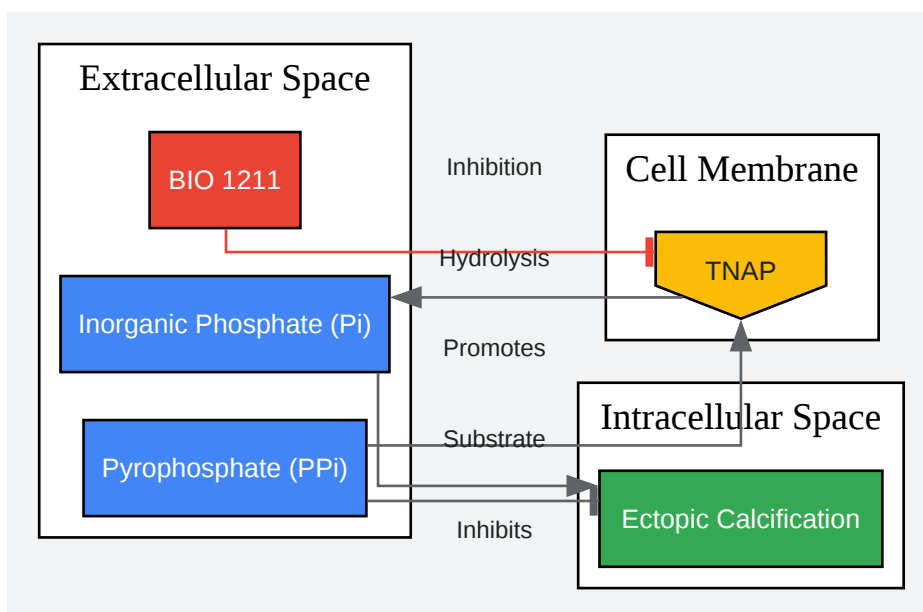 Extracellular Space
BIO 1211
Inorganic Phosphate (Pi)
Pyrophosphate (PPi)
Inhibition
Hydrolysis
Promotes
Substrate
Inhibits
Cell Membrane
TNAP
Intracellular Space
Ectopic Calcification